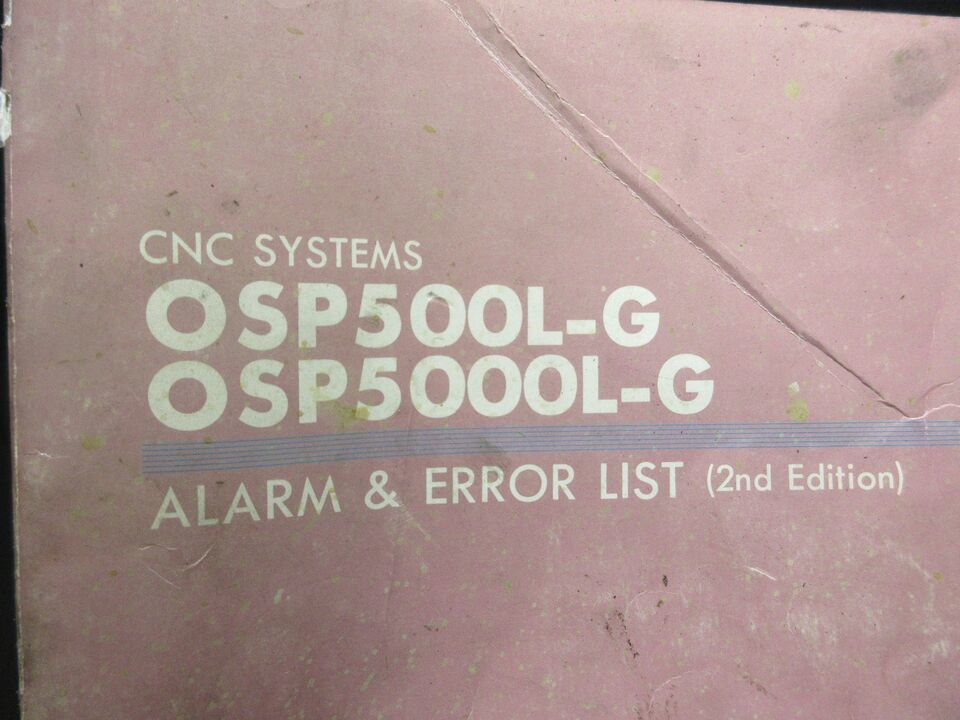 CNC SYSTEMS
OSP500L-G
OSP5000L-G
ALARM & ERROR LIST (2nd Edition)